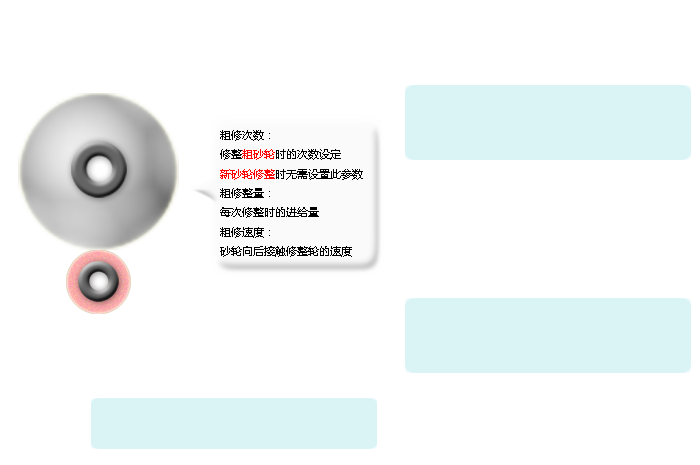 粗修次数：
修整粗砂轮时的次数设定
新砂轮修整时无需设置此参数
粗修整量：
每次修整时的进给量
粗修速度：
砂轮向后接触修整轮的速度